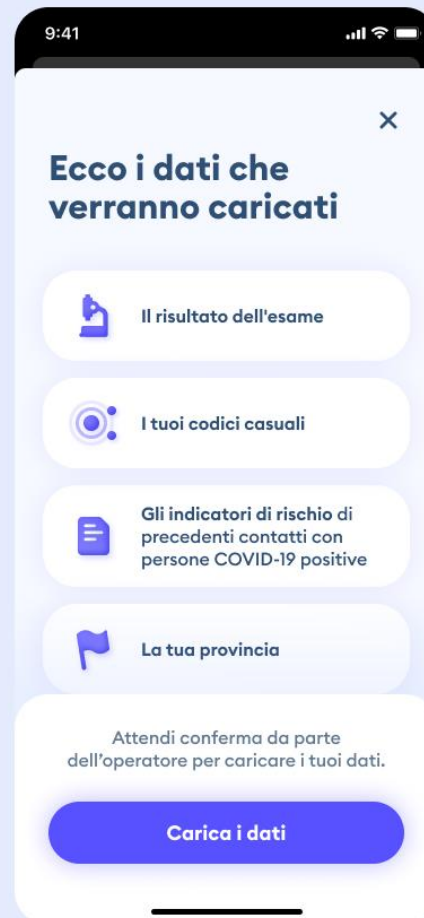 9:41
Ecco i dati che
verranno caricati
Il risultato dell'esame
I tuoi codici casuali
Gli indicatori di rischio di
precedenti contatti con
persone COVID-19 positive
La tua provincia
Attendi conferma da parte
dell’operatore per caricare i tuoi dati.
Carica i dati